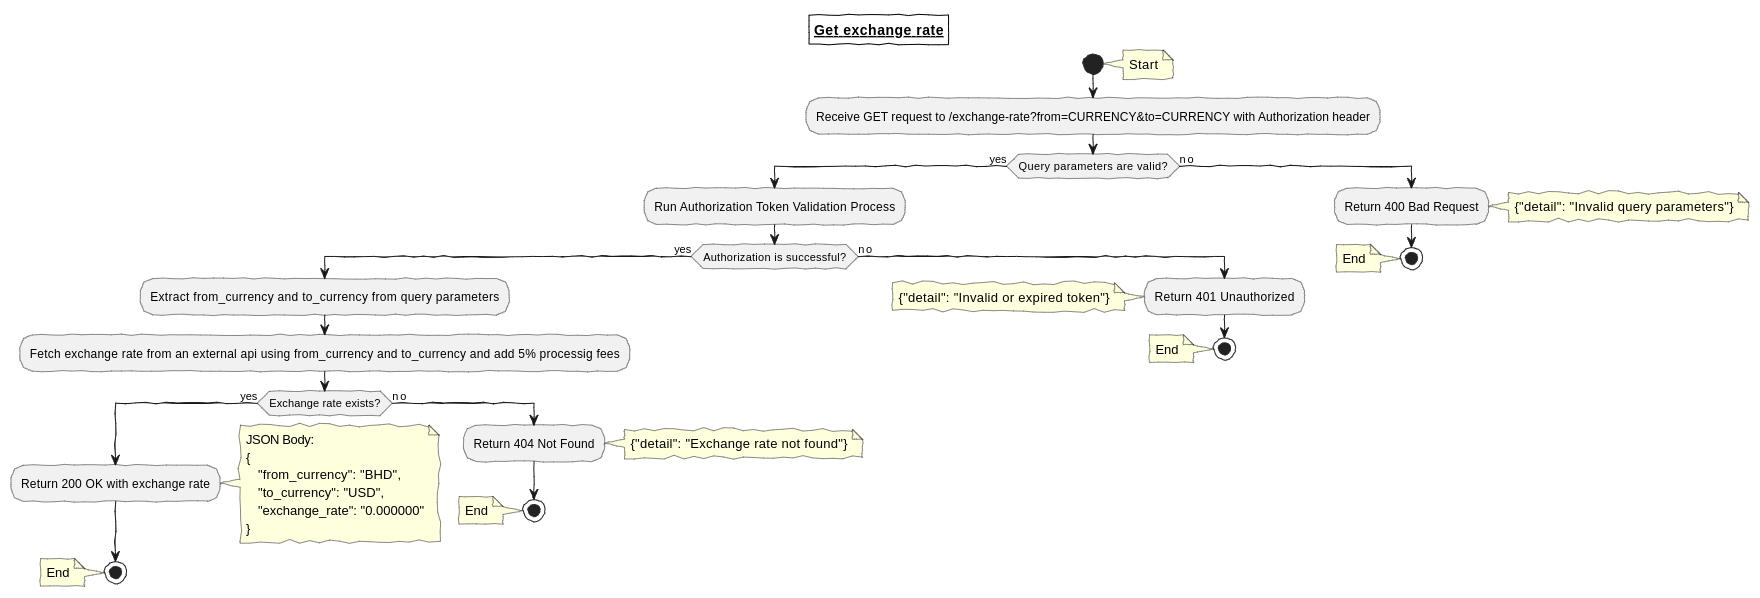 Get exchange rate
Start
Receive GET request to /exchange-rate?from=CURRENCY&to=CURRENCY with Authorization header
yes
Query parameters are valid?
no
Run Authorization Token Validation Process
Return 400 Bad Request
{"detail": "Invalid query parameters"}
End
yes
Authorization is successful?
no
Extract from_currency and to_currency from query parameters
{"detail": "Invalid or expired token"}
Return 401 Unauthorized
End
Fetch exchange rate from an external api using from_currency and to_currency and add 5% processig fees
yes
Exchange rate exists?
no
Return 200 OK with exchange rate
JSON Body:
{
"from_currency": "BHD",
"to_currency": "USD",
"exchange_rate": "0.000000"
}
Return 404 Not Found
{"detail": "Exchange rate not found"}
End
End